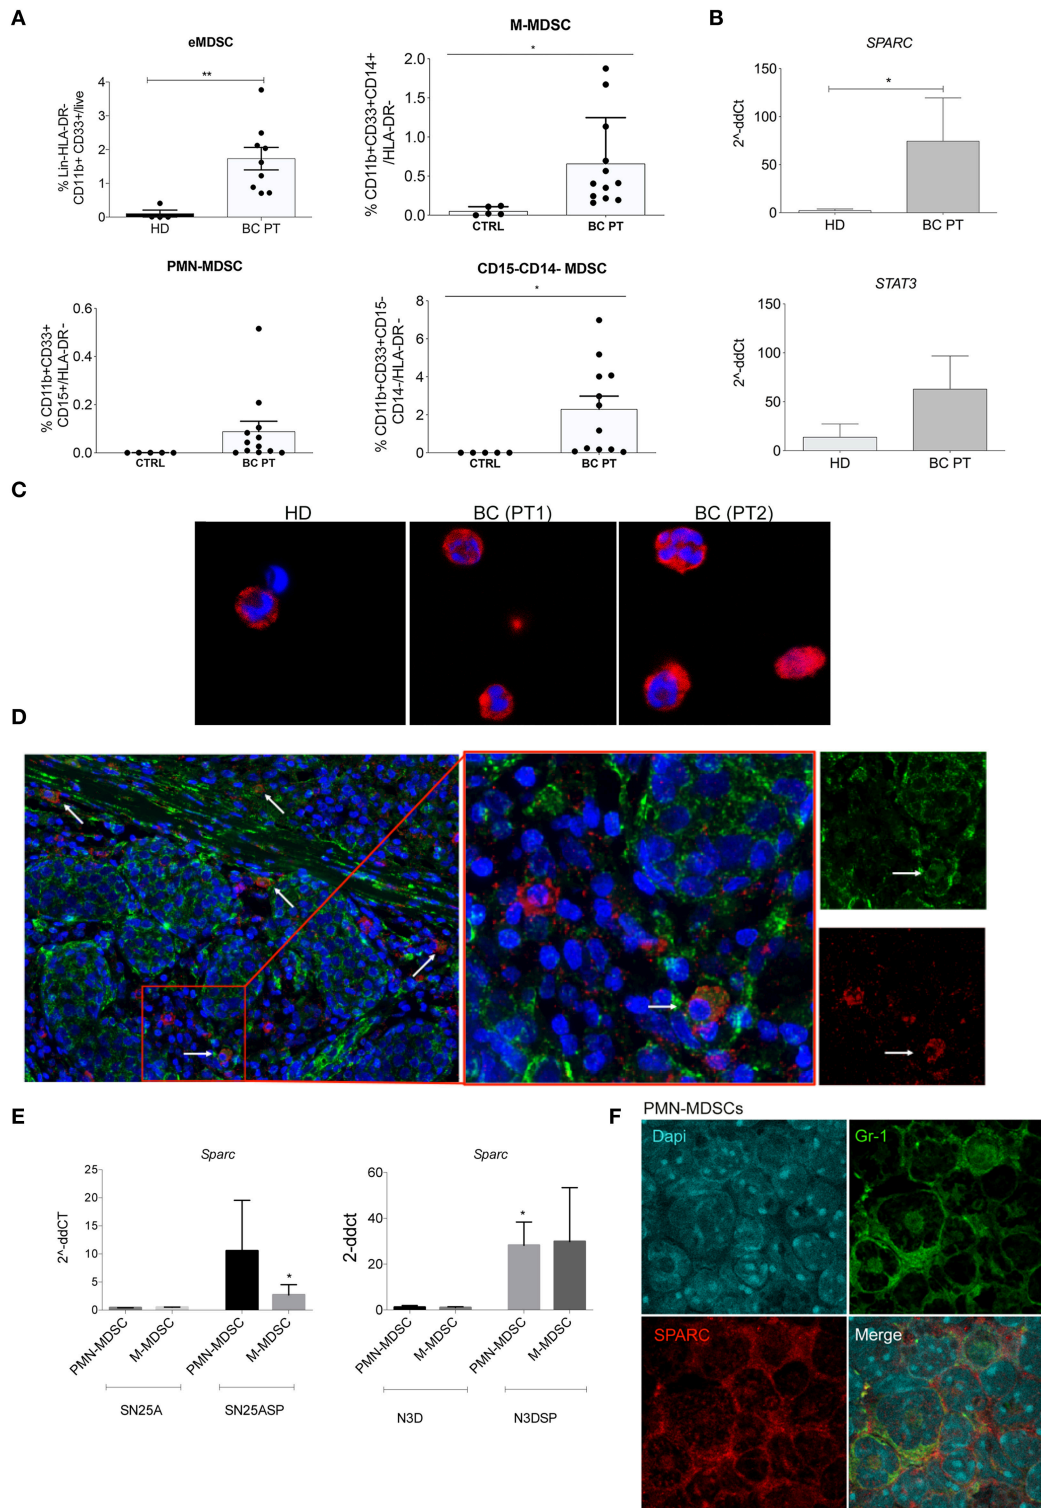 A
eMDSC
**
% Lin-HLA-DR-
CD11b+ CD33+/live
4
3
2
1
0
HD
BC PT
M-MDSC
*
% CD11b+CD33+CD14+
/HLA-DR-
2.0
1.5
1.0
0.5
0.0
CTRL
BC PT
B
SPARC
*
2^-ddCt
150
100
50
0
HD
BC PT
PMN-MDSC
% CD11b+CD33+
CD15+/HLA-DR-
0.6
0.4
0.2
0.0
CTRL
BC PT
CD15-CD14- MDSC
*
% CD11b+CD33+CD15-
CD14-/HLA-DR-
8
6
4
2
0
CTRL
BC PT
STAT3
2^-ddCt
150
100
50
0
HD
BC PT
C
HD
BC (PT1)
BC (PT2)
D
E
Sparc
2^-ddCT
25
20
15
10
5
0
*
PMN-MDSC
M-MDSC
PMN-MDSC
M-MDSC
SN25A
SN25ASP
Sparc
2-ddct
60
40
20
0
*
PMN-MDSC
M-MDSC
PMN-MDSC
M-MDSC
N3D
N3DSP
F
PMN-MDSCs
Dapi
Gr-1
SPARC
Merge